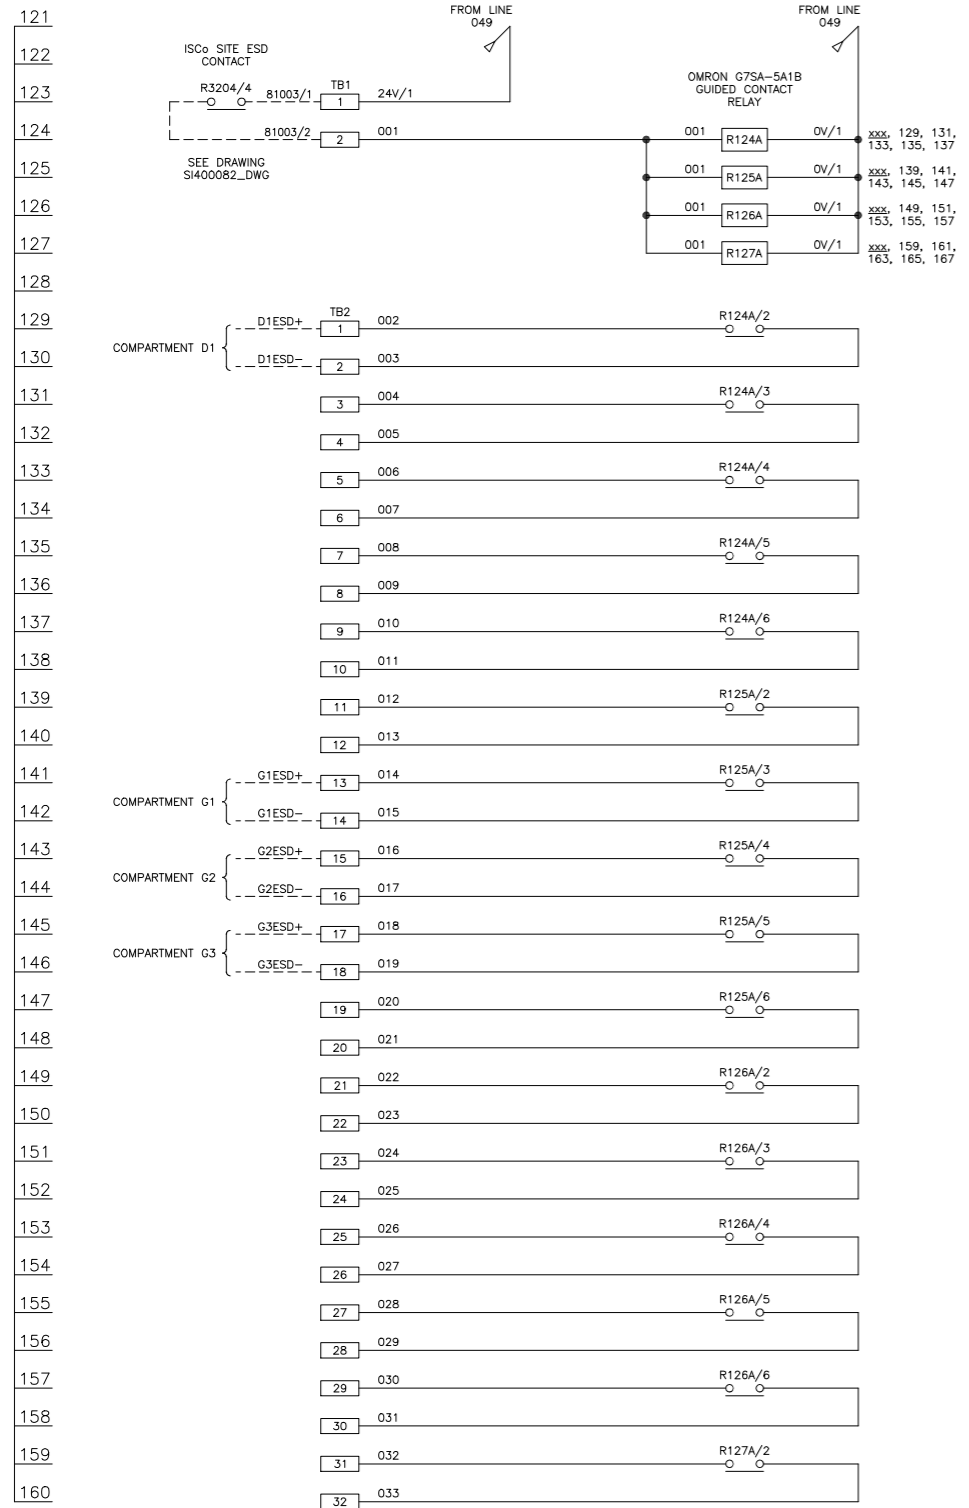 121
FROM LINE
049
FROM LINE
049
122
ISCo SITE ESD
CONTACT
OMRON G7SA-5A1B
GUIDED CONTACT
RELAY
123
R3204/4
81003/1
TB1
1
24V/1
124
81003/2
2
001
001
R124A
0V/1
xxx, 129, 131,
133, 135, 137
SEE DRAWING
SI400082_DWG
125
001
R125A
0V/1
xxx, 139, 141,
143, 145, 147
126
001
R126A
0V/1
xxx, 149, 151,
153, 155, 157
127
001
R127A
0V/1
xxx, 159, 161,
163, 165, 167
128
129
D1ESD+
TB2
1
002
R124A/2
COMPARTMENT D1
130
D1ESD-
2
003
131
3
004
R124A/3
132
4
005
133
5
006
R124A/4
134
6
007
135
7
008
R124A/5
136
8
009
137
9
010
R124A/6
138
10
011
139
11
012
R125A/2
140
12
013
141
G1ESD+
13
014
R125A/3
COMPARTMENT G1
142
G1ESD-
14
015
143
G2ESD+
15
016
R125A/4
COMPARTMENT G2
144
G2ESD-
16
017
145
G3ESD+
17
018
R125A/5
COMPARTMENT G3
146
G3ESD-
18
019
147
19
020
R125A/6
148
20
021
149
21
022
R126A/2
150
22
023
151
23
024
R126A/3
152
24
025
153
25
026
R126A/4
154
26
027
155
27
028
R126A/5
156
28
029
157
29
030
R126A/6
158
30
031
159
31
032
R127A/2
160
32
033